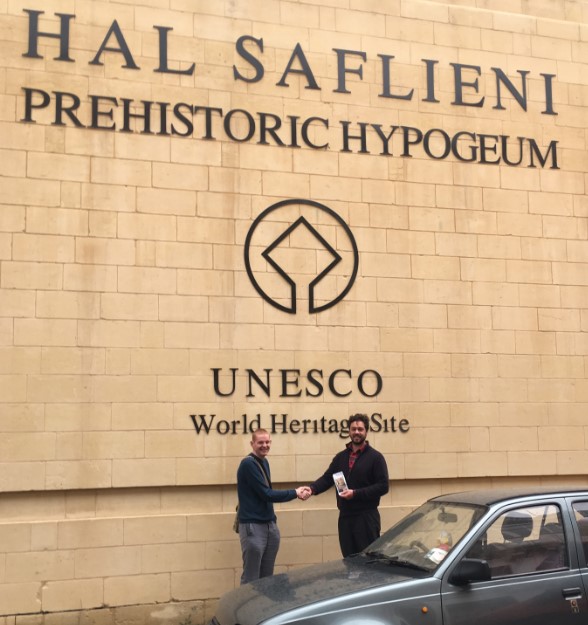 HAL SAFLIENI
PREHISTORIC HYPOGEUM
UNESCO
World Heritage Site